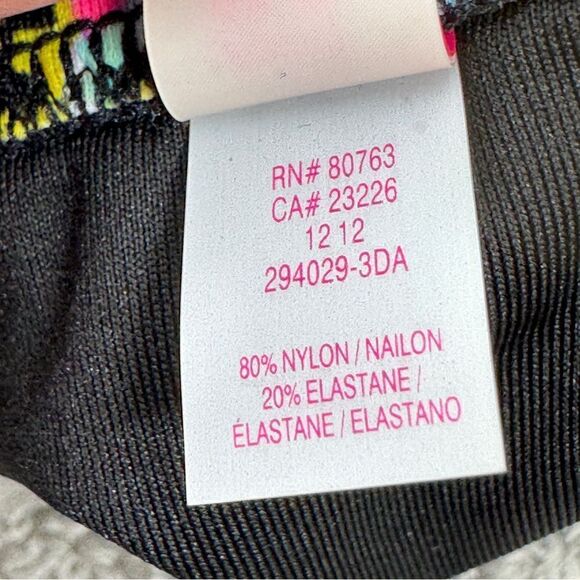 RN# 80763
CA# 23226
12 12
294029-3DA
80% NYLON / NAILON
20% ELASTANE /
ÉLASTANE / ELASTANO